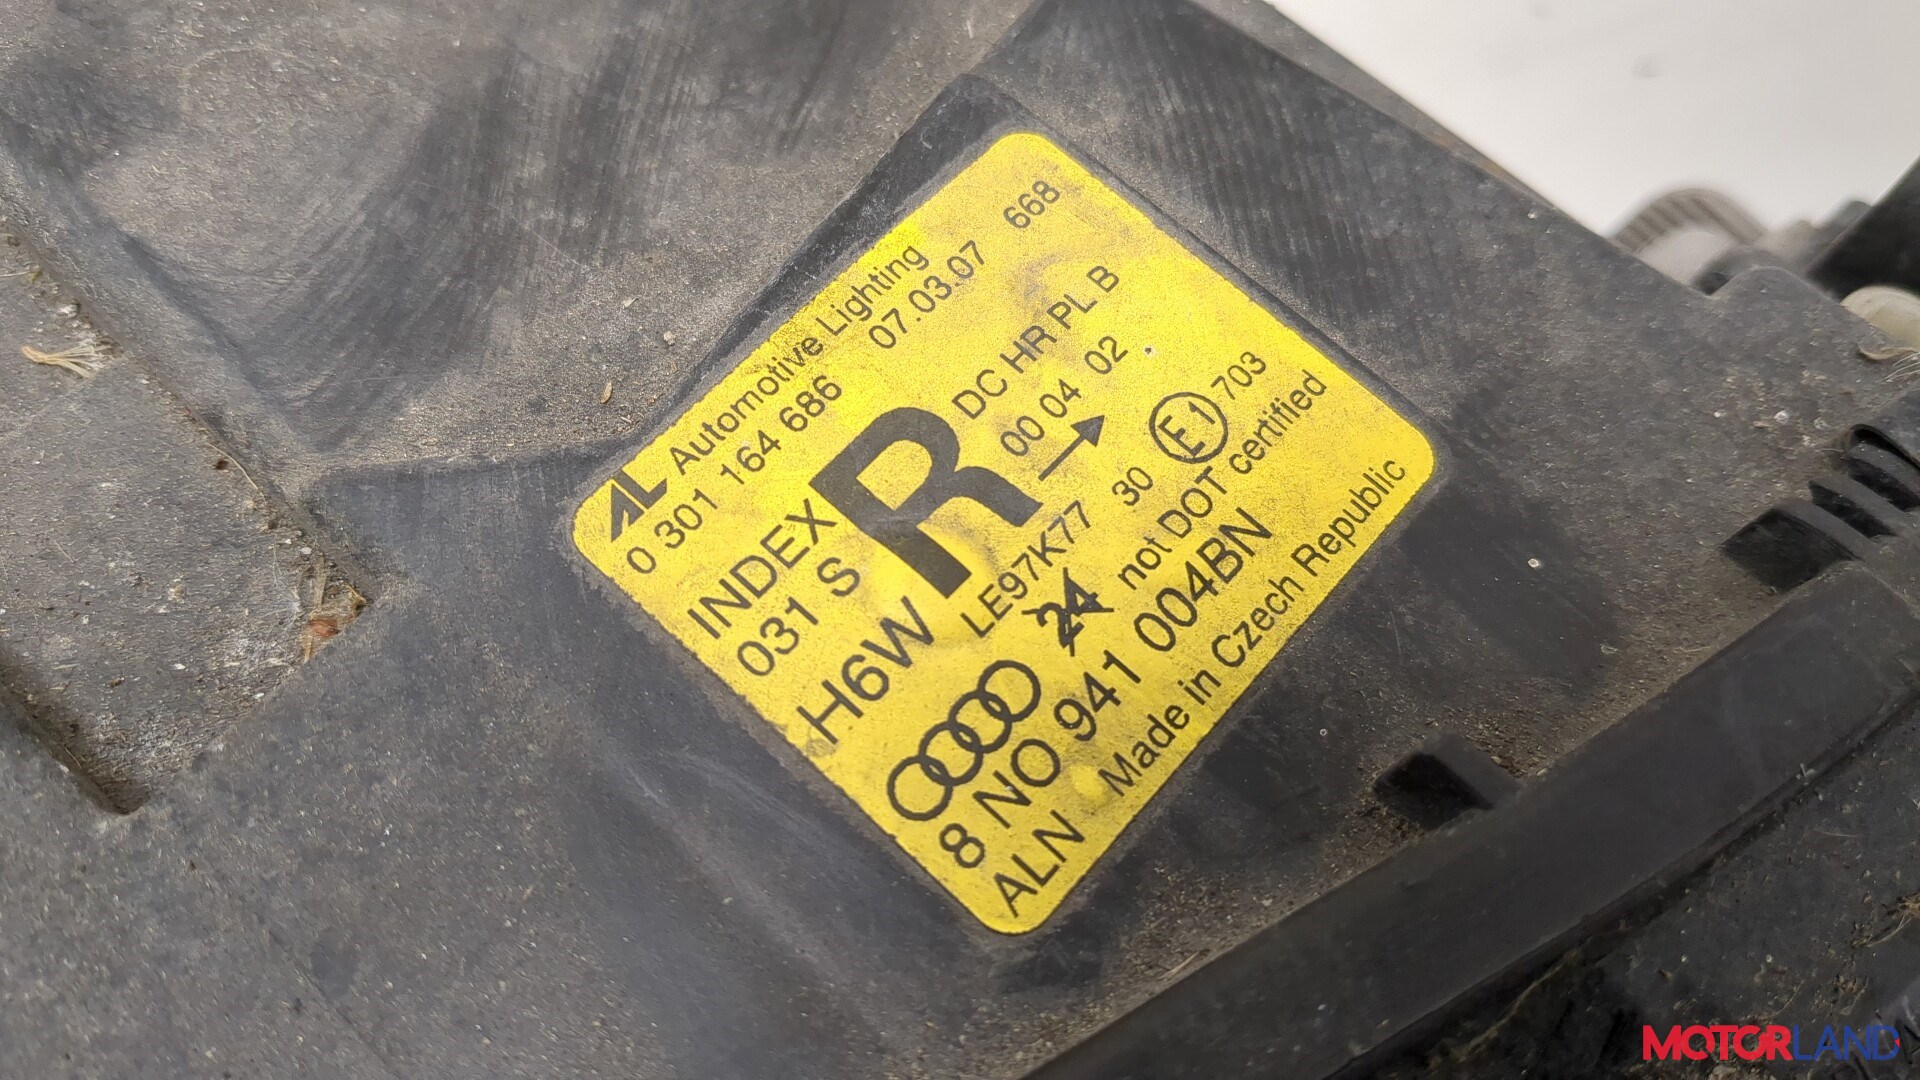 AL Automotive Lighting
0 301 164 686 07.03.07 668
INDEX
031 S
R
DC HR PL B
00 04 02
H6W
LE97K77 30 E1 703
24 not DOT certified
8 NO 941 004BN
ALN Made in Czech Republic
MOTORLAND